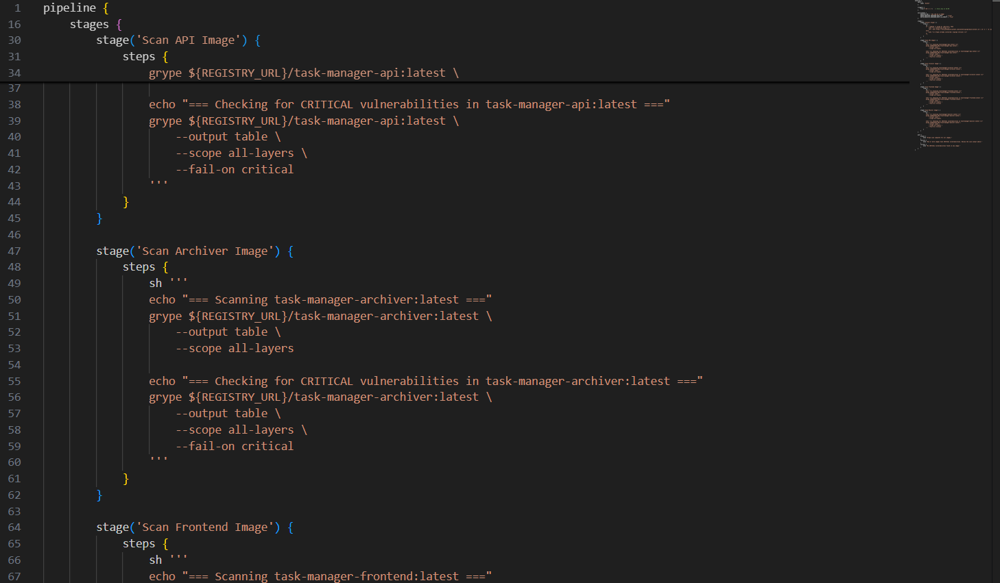 1 pipeline {
16 stages {
30 stage('Scan API Image') {
31 steps {
34 grype ${REGISTRY_URL}/task-manager-api:latest \
37
38 echo "=== Checking for CRITICAL vulnerabilities in task-manager-api:latest ==="
39 grype ${REGISTRY_URL}/task-manager-api:latest \
40 --output table \
41 --scope all-layers \
42 --fail-on critical
43 '''
44 }
45 }
46
47 stage('Scan Archiver Image') {
48 steps {
49 sh '''
50 echo "=== Scanning task-manager-archiver:latest ==="
51 grype ${REGISTRY_URL}/task-manager-archiver:latest \
52 --output table \
53 --scope all-layers
54
55 echo "=== Checking for CRITICAL vulnerabilities in task-manager-archiver:latest ==="
56 grype ${REGISTRY_URL}/task-manager-archiver:latest \
57 --output table \
58 --scope all-layers \
59 --fail-on critical
60 '''
61 }
62 }
63
64 stage('Scan Frontend Image') {
65 steps {
66 sh '''
67 echo "=== Scanning task-manager-frontend:latest ==="